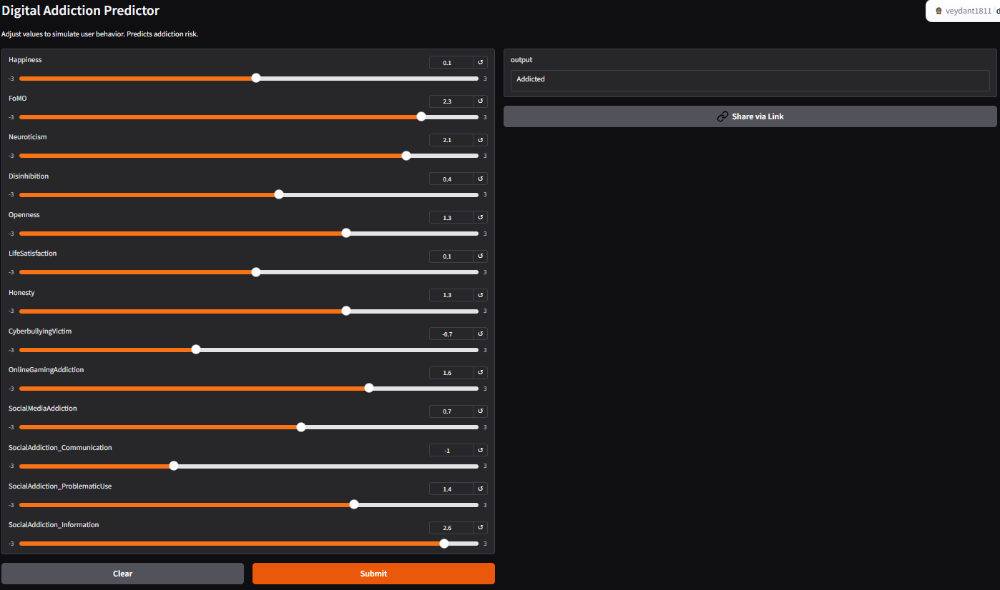 Digital Addiction Predictor
veydant1811
Adjust values to simulate user behavior. Predicts addiction risk.
Happiness
0.1
↺
-3
3
FoMO
2.3
↺
-3
3
Neuroticism
2.1
↺
-3
3
Disinhibition
0.4
↺
-3
3
Openness
1.3
↺
-3
3
LifeSatisfaction
0.1
↺
-3
3
Honesty
1.3
↺
-3
3
CyberbullyingVictim
-0.7
↺
-3
3
OnlineGamingAddiction
1.6
↺
-3
3
SocialMediaAddiction
0.7
↺
-3
3
SocialAddiction_Communication
-1
↺
-3
3
SocialAddiction_ProblematicUse
1.4
↺
-3
3
SocialAddiction_Information
2.6
↺
-3
3
Clear
Submit
output
Addicted
Share via Link